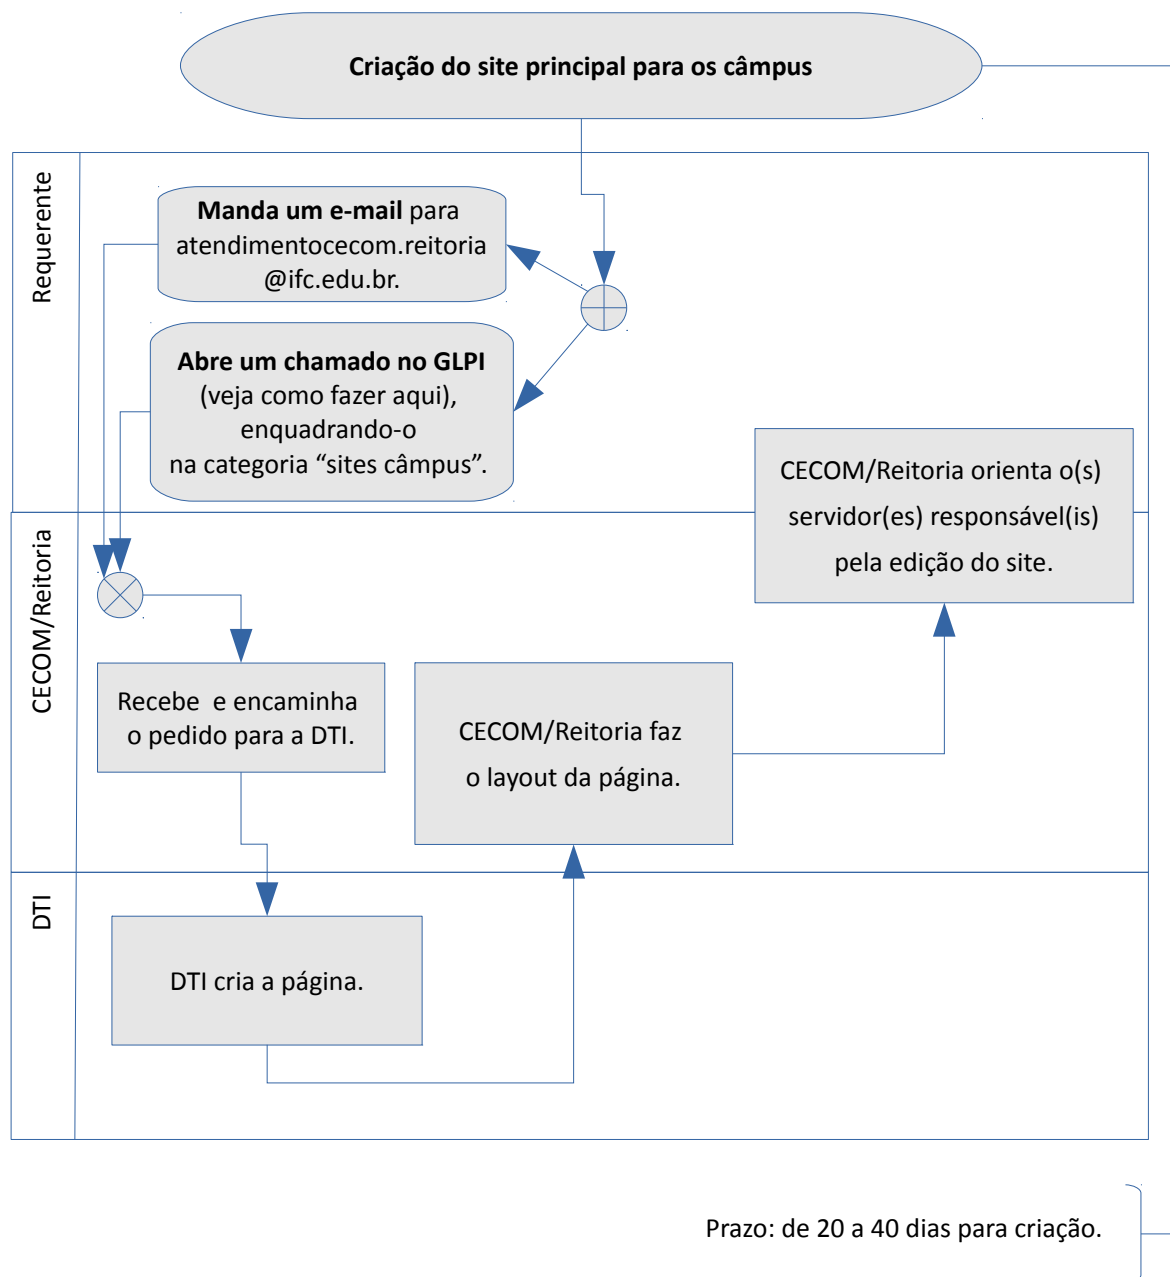 Criação do site principal para os câmpus
Requerente
Manda um e-mail para
atendimentocecom.reitoria
@ifc.edu.br.
Abre um chamado no GLPI
(veja como fazer aqui),
enquadrando-o
na categoria “sites câmpus”.
CECOM/Reitoria orienta o(s)
servidor(es) responsável(is)
pela edição do site.
CECOM/Reitoria
Recebe e encaminha
o pedido para a DTI.
CECOM/Reitoria faz
o layout da página.
DTI
DTI cria a página.
Prazo: de 20 a 40 dias para criação.